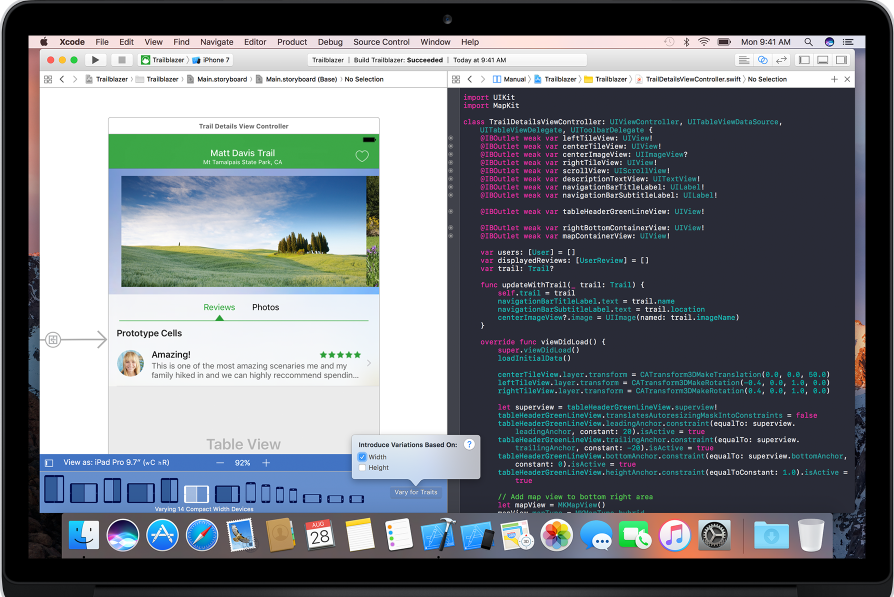 Xcode File Edit View Find Navigate Editor Product Debug Source Control Window Help Mon 9:41 AM
Trailblazer iPhone 7 Trailblazer Build Trailblazer: Succeeded Today at 9:41 AM
Trailblazer Trailblazer Main.storyboard Main.storyboard (Base) No Selection
Manual Trailblazer Trailblazer TrailDetailsViewController.swift No Selection
Trail Details View Controller
Matt Davis Trail
Mt Tamalpais State Park, CA
Reviews Photos
Prototype Cells
Amazing! ★★★★★
This is one of the most amazing scenaries me and my
family hiked in and we can highly reccommend spendin...
Table View
Introduce Variations Based On: ?
Width
Height
View as: iPad Pro 9.7" (wC hR) — 92% +
Vary for Traits
Varying 14 Compact Width Devices
import UIKit
import MapKit
class TrailDetailsViewController: UIViewController, UITableViewDataSource,
UITableViewDelegate, UIToolbarDelegate {
@IBOutlet weak var leftTileView: UIView!
@IBOutlet weak var centerTileView: UIView!
@IBOutlet weak var centerImageView: UIImageView?
@IBOutlet weak var rightTileView: UIView!
@IBOutlet weak var scrollView: UIScrollView!
@IBOutlet weak var descriptionTextView: UITextView!
@IBOutlet weak var navigationBarTitleLabel: UILabel!
@IBOutlet weak var navigationBarSubtitleLabel: UILabel!
@IBOutlet weak var tableHeaderGreenLineView: UIView!
@IBOutlet weak var rightBottomContainerView: UIView!
@IBOutlet weak var mapContainerView: UIView!
var users: [User] = []
var displayedReviews: [UserReview] = []
var trail: Trail?
func updateWithTrail(_ trail: Trail) {
self.trail = trail
navigationBarTitleLabel.text = trail.name
navigationBarSubtitleLabel.text = trail.location
centerImageView?.image = UIImage(named: trail.imageName)
}
override func viewDidLoad() {
super.viewDidLoad()
loadInitialData()
centerTileView.layer.transform = CATransform3DMakeTranslation(0.0, 0.0, 50.0)
leftTileView.layer.transform = CATransform3DMakeRotation(-0.4, 0.0, 1.0, 0.0)
rightTileView.layer.transform = CATransform3DMakeRotation(0.4, 0.0, 1.0, 0.0)
let superview = tableHeaderGreenLineView.superview!
tableHeaderGreenLineView.translatesAutoresizingMaskIntoConstraints = false
tableHeaderGreenLineView.leadingAnchor.constraint(equalTo: superview.
leadingAnchor, constant: 20).isActive = true
tableHeaderGreenLineView.trailingAnchor.constraint(equalTo: superview.
trailingAnchor, constant: -20).isActive = true
tableHeaderGreenLineView.bottomAnchor.constraint(equalTo: superview.bottomAnchor,
constant: 0).isActive = true
tableHeaderGreenLineView.heightAnchor.constraint(equalToConstant: 1.0).isActive =
true
// Add map view to bottom right area
let mapView = MKMapView()
AUG
28